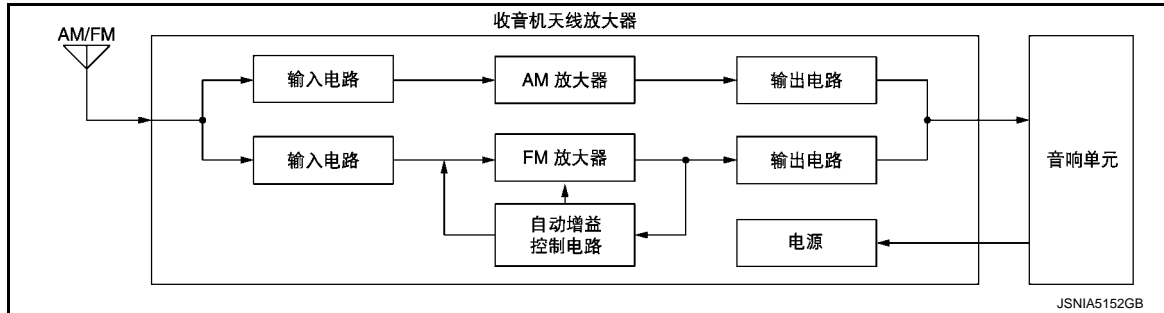 收音机天线放大器
AM/FM
输入电路
AM 放大器
输出电路
输入电路
FM 放大器
输出电路
音响单元
自动增益
控制电路
电源
JSNIA5152GB